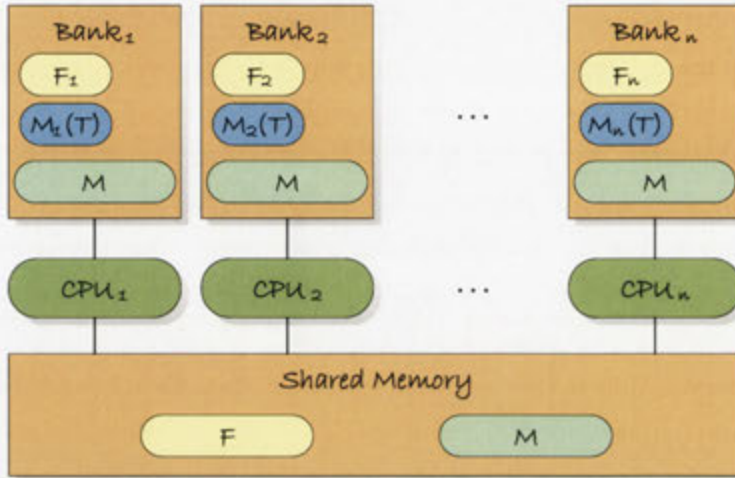 Bank₁ Bank₂ Bankₙ
F₁ F₂ Fₙ
M₁(T) M₂(T) ... Mₙ(T)
M M M
CPU₁ CPU₂ ... CPUₙ
Shared Memory
F M